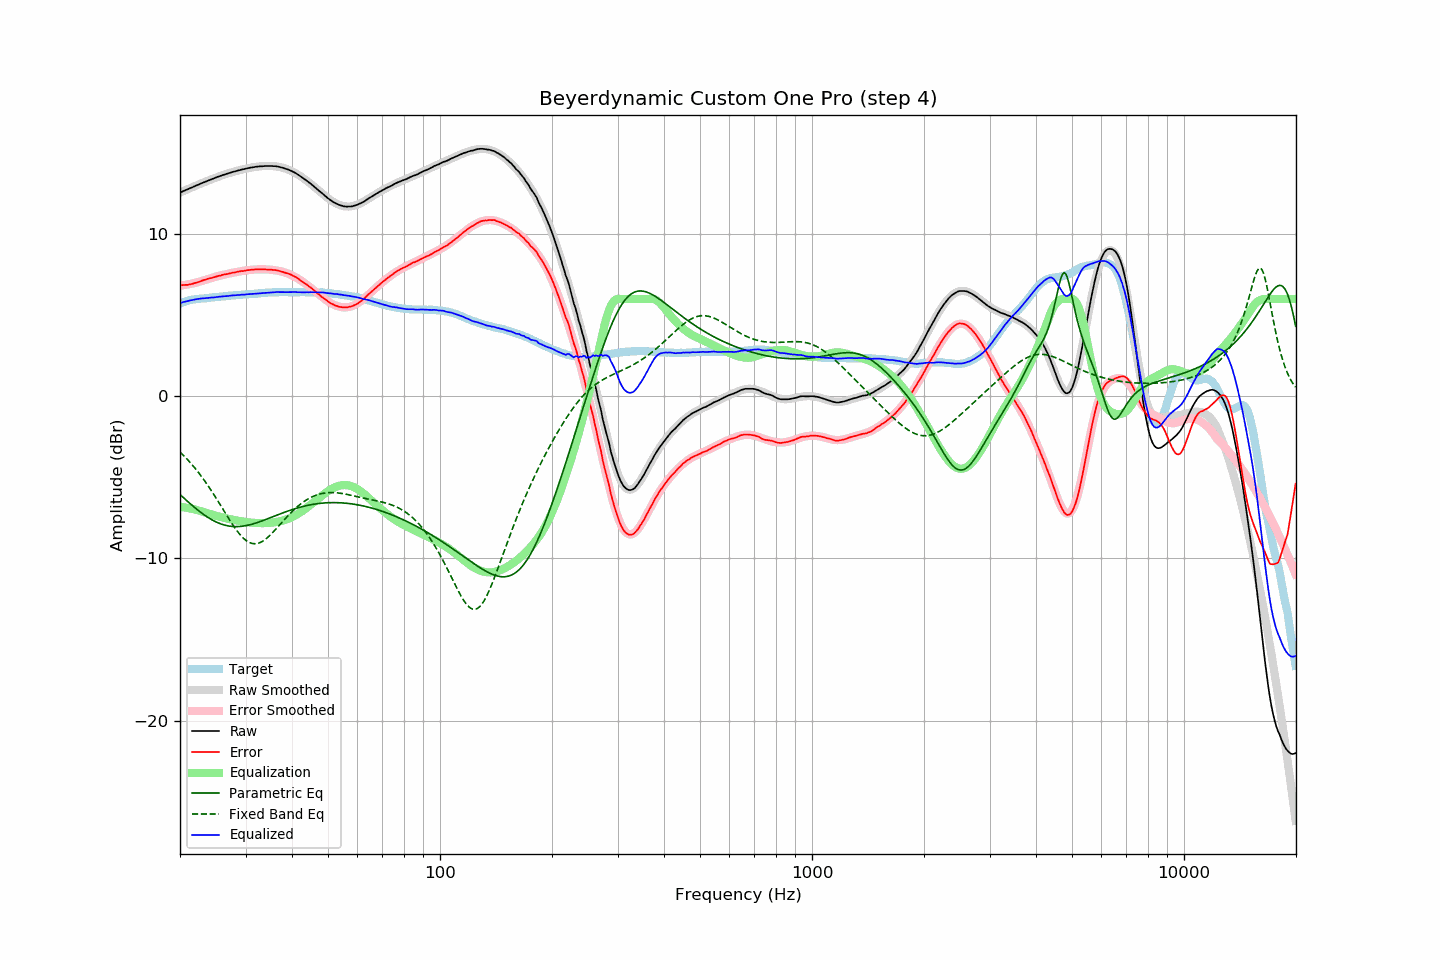 Beyerdynamic Custom One Pro (step 4)
10
0
−10
−20
Amplitude (dBr)
Target
Raw Smoothed
Error Smoothed
Raw
Error
Equalization
Parametric Eq
Fixed Band Eq
Equalized
100
1000
10000
Frequency (Hz)